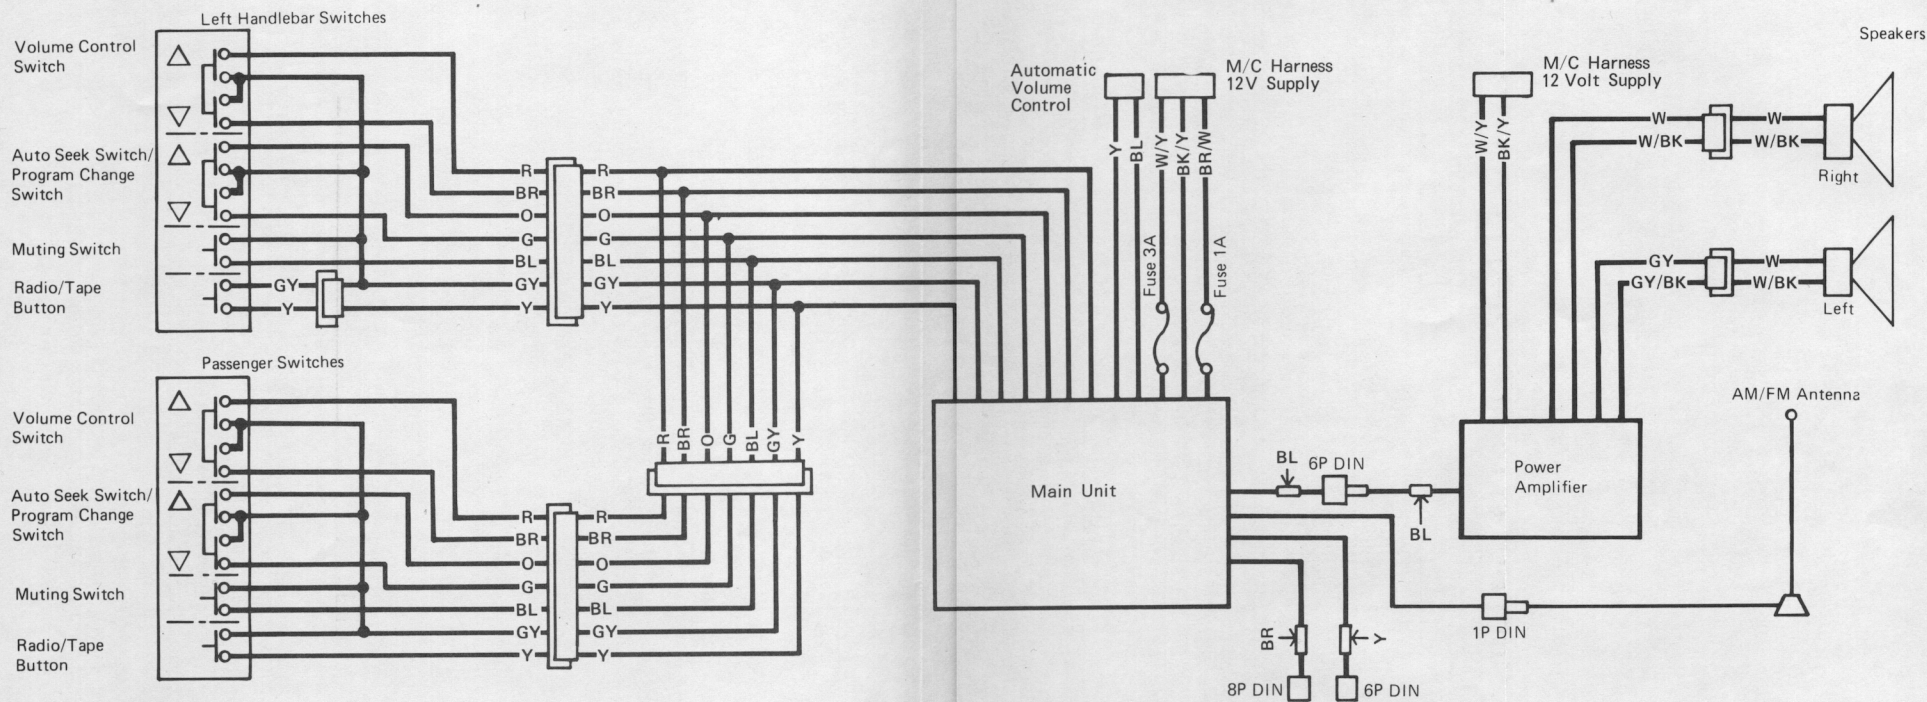 Left Handlebar Switches
Volume Control
Switch
Auto Seek Switch/
Program Change
Switch
Muting Switch
Radio/Tape
Button
GY
Y
R
BR
O
G
BL
GY
Y
R
BR
O
G
BL
GY
Y
Passenger Switches
Volume Control
Switch
Auto Seek Switch/
Program Change
Switch
Muting Switch
Radio/Tape
Button
R
BR
O
G
BL
GY
Y
R
BR
O
G
BL
GY
Y
R
BR
O
G
BL
GY
Y
Automatic
Volume
Control
M/C Harness
12V Supply
Y
BL
W/Y
BK/Y
BR/W
Fuse 3A
Fuse 1A
Main Unit
BL
6P DIN
BL
BR
Y
8P DIN
6P DIN
1P DIN
M/C Harness
12 Volt Supply
W/Y
BK/Y
Power
Amplifier
Speakers
W
W/BK
W
W/BK
Right
GY
GY/BK
W
W/BK
Left
AM/FM Antenna